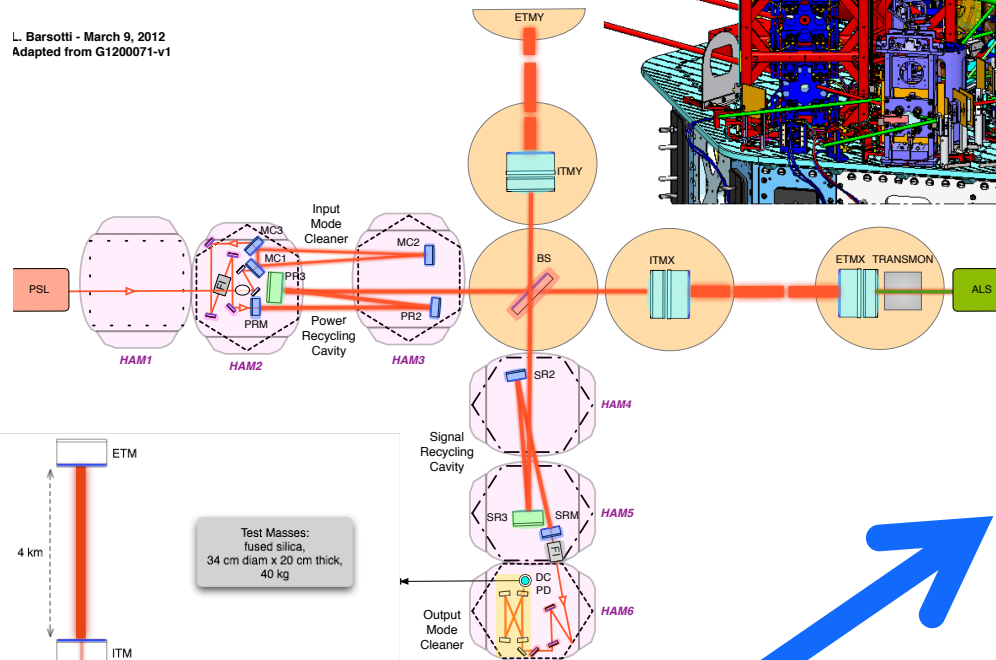 L. Barsotti - March 9, 2012
Adapted from G1200071-v1
ETMY
ITMY
Input
Mode
Cleaner
MC3
MC1
MC2
FI
PR3
PRM
PR2
Power
Recycling
Cavity
PSL
HAM1
HAM2
HAM3
BS
ITMX
ETMX
TRANSMON
ALS
SR2
HAM4
Signal
Recycling
Cavity
SR3
SRM
HAM5
FI
DC
PD
HAM6
Output
Mode
Cleaner
ETM
4 km
ITM
Test Masses:
fused silica,
34 cm diam x 20 cm thick,
40 kg